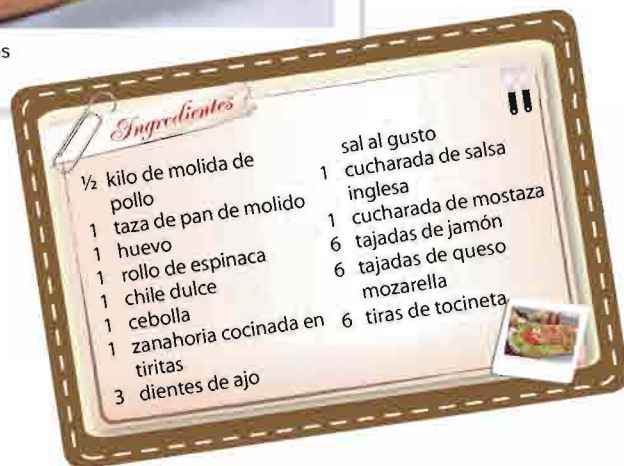 s
Ingredientes
½ kilo de molida de
pollo
1 taza de pan de molido
1 huevo
1 rollo de espinaca
1 chile dulce
1 cebolla
1 zanahoria cocinada en
tiritas
3 dientes de ajo
sal al gusto
1 cucharada de salsa
inglesa
1 cucharada de mostaza
6 tajadas de jamón
6 tajadas de queso
mozarella
6 tiras de tocineta